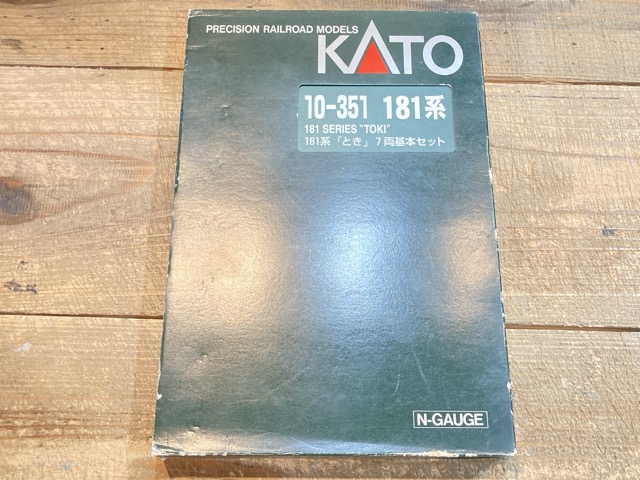 PRECISION RAILROAD MODELS
KATO
10-351 181系
181 SERIES "TOKI"
181系「とき」7両基本セット
N-GAUGE